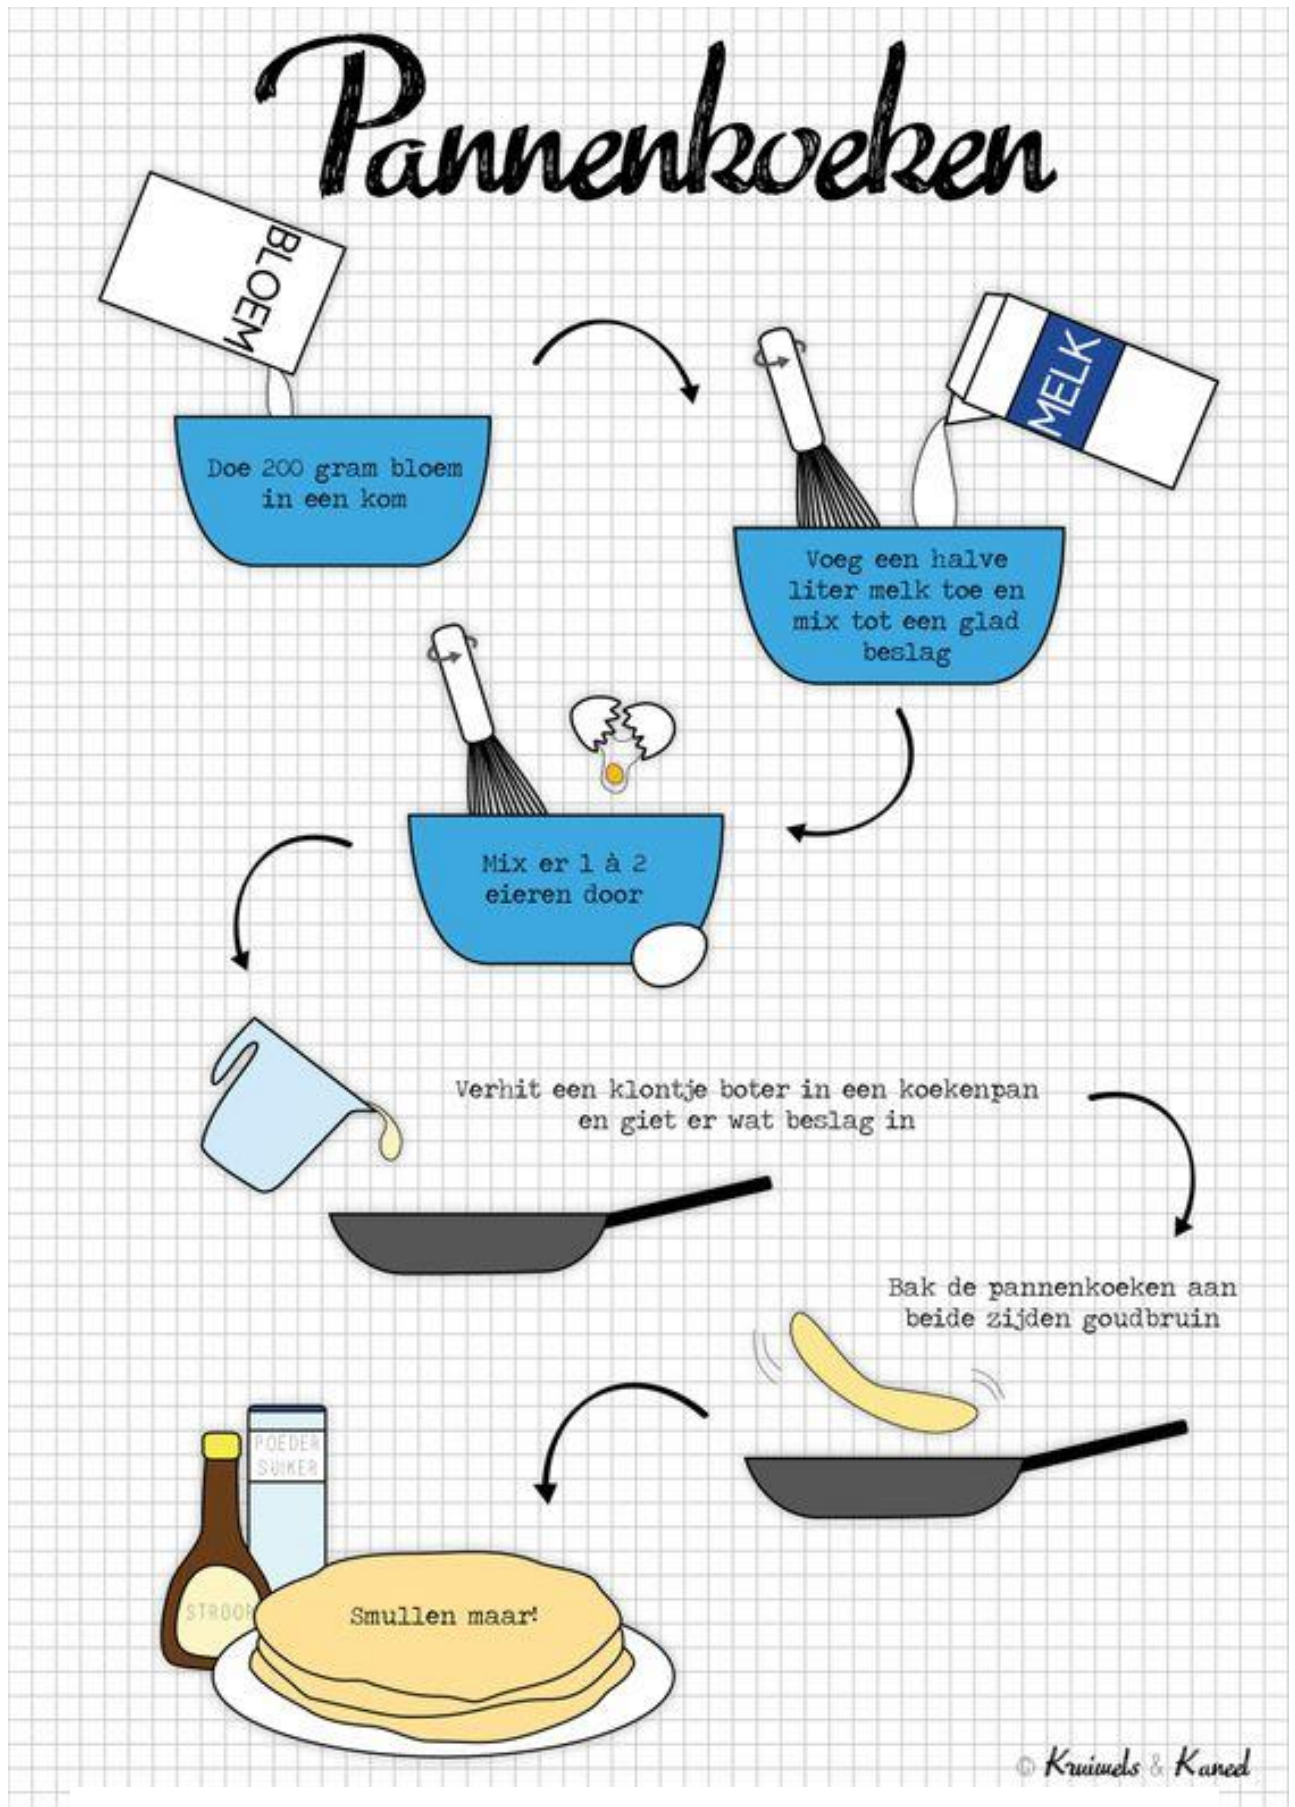 Pannenkoeken
BLOEM
Doe 200 gram bloem
in een kom
MELK
Voeg een halve
liter melk toe en
mix tot een glad
beslag
Mix er 1 à 2
eieren door
Verhit een klontje boter in een koekenpan
en giet er wat beslag in
Bak de pannenkoeken aan
beide zijden goudbruin
POEDER
SUIKER
STROOP
Smullen maar!
© Kruimels & Kaneel